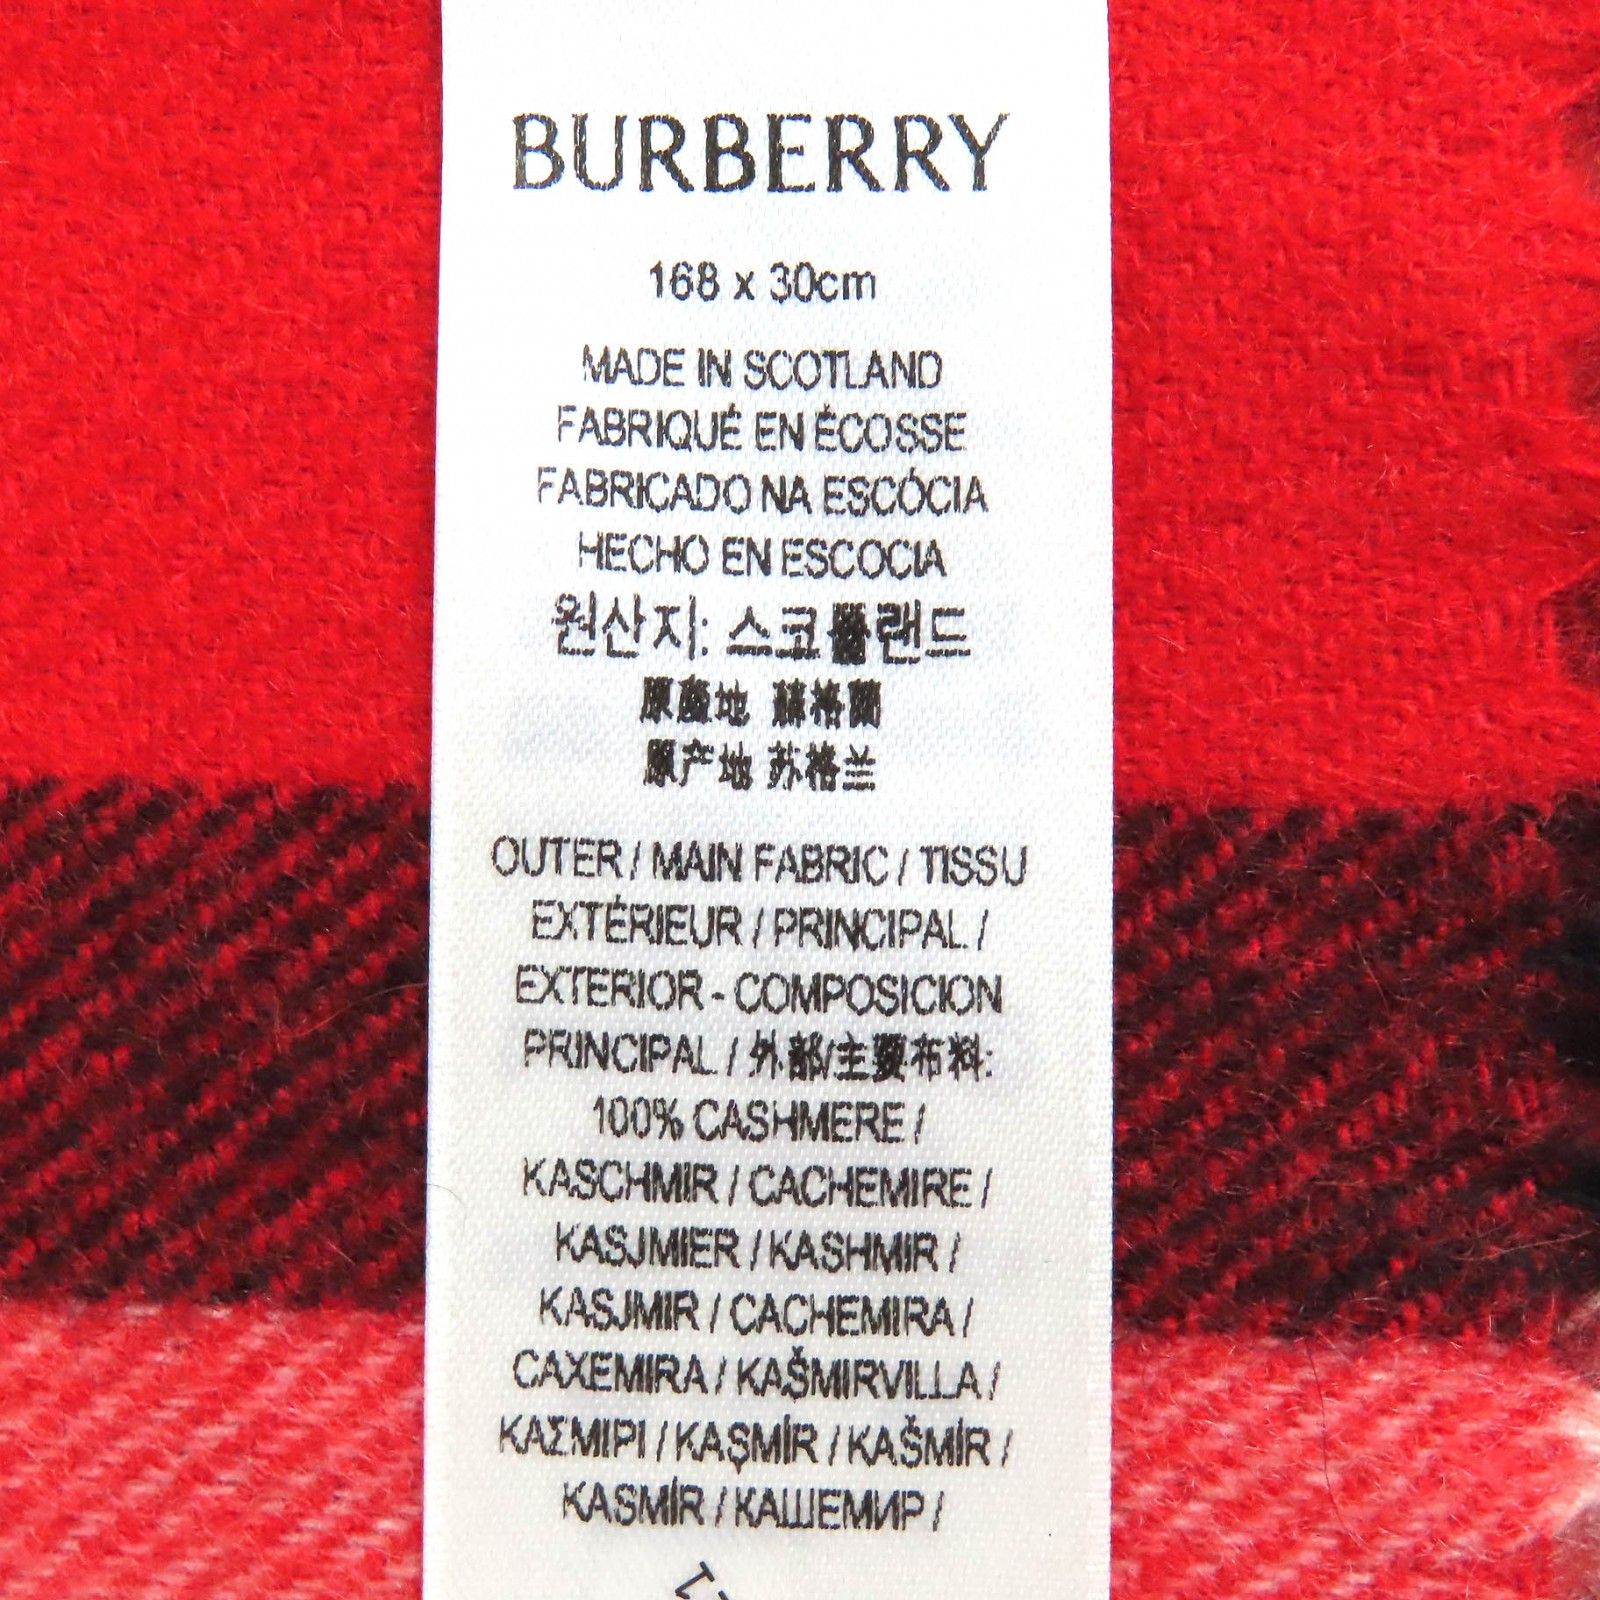 BURBERRY
168 x 30cm
MADE IN SCOTLAND
FABRIQUÉ EN ÉCOSSE
FABRICADO NA ESCÓCIA
HECHO EN ESCOCIA
원산지: 스코틀랜드
原產地 蘇格蘭
原产地 苏格兰
OUTER / MAIN FABRIC / TISSU
EXTÉRIEUR / PRINCIPAL /
EXTERIOR - COMPOSICION
PRINCIPAL / 外部/主要布料:
100% CASHMERE /
KASCHMIR / CACHEMIRE /
KASJMIER / KASHMIR /
KASJMIR / CACHEMIRA /
CAXEMIRA / KAŠMIRVILLA /
ΚΑΣΜΙΡΙ / KAŞMİR / KAŠMÍR /
KASMÍR / КАШЕМИР /